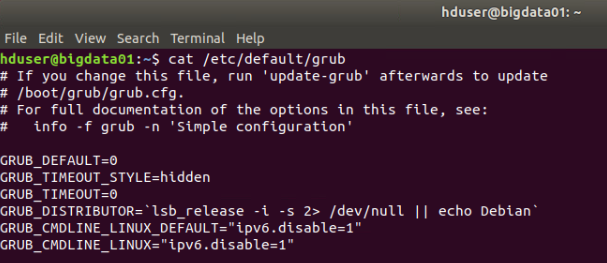 hduser@bigdata01: ~
File Edit View Search Terminal Help
hduser@bigdata01:~$ cat /etc/default/grub
# If you change this file, run 'update-grub' afterwards to update
# /boot/grub/grub.cfg.
# For full documentation of the options in this file, see:
#   info -f grub -n 'Simple configuration'

GRUB_DEFAULT=0
GRUB_TIMEOUT_STYLE=hidden
GRUB_TIMEOUT=0
GRUB_DISTRIBUTOR=`lsb_release -i -s 2> /dev/null || echo Debian`
GRUB_CMDLINE_LINUX_DEFAULT="ipv6.disable=1"
GRUB_CMDLINE_LINUX="ipv6.disable=1"